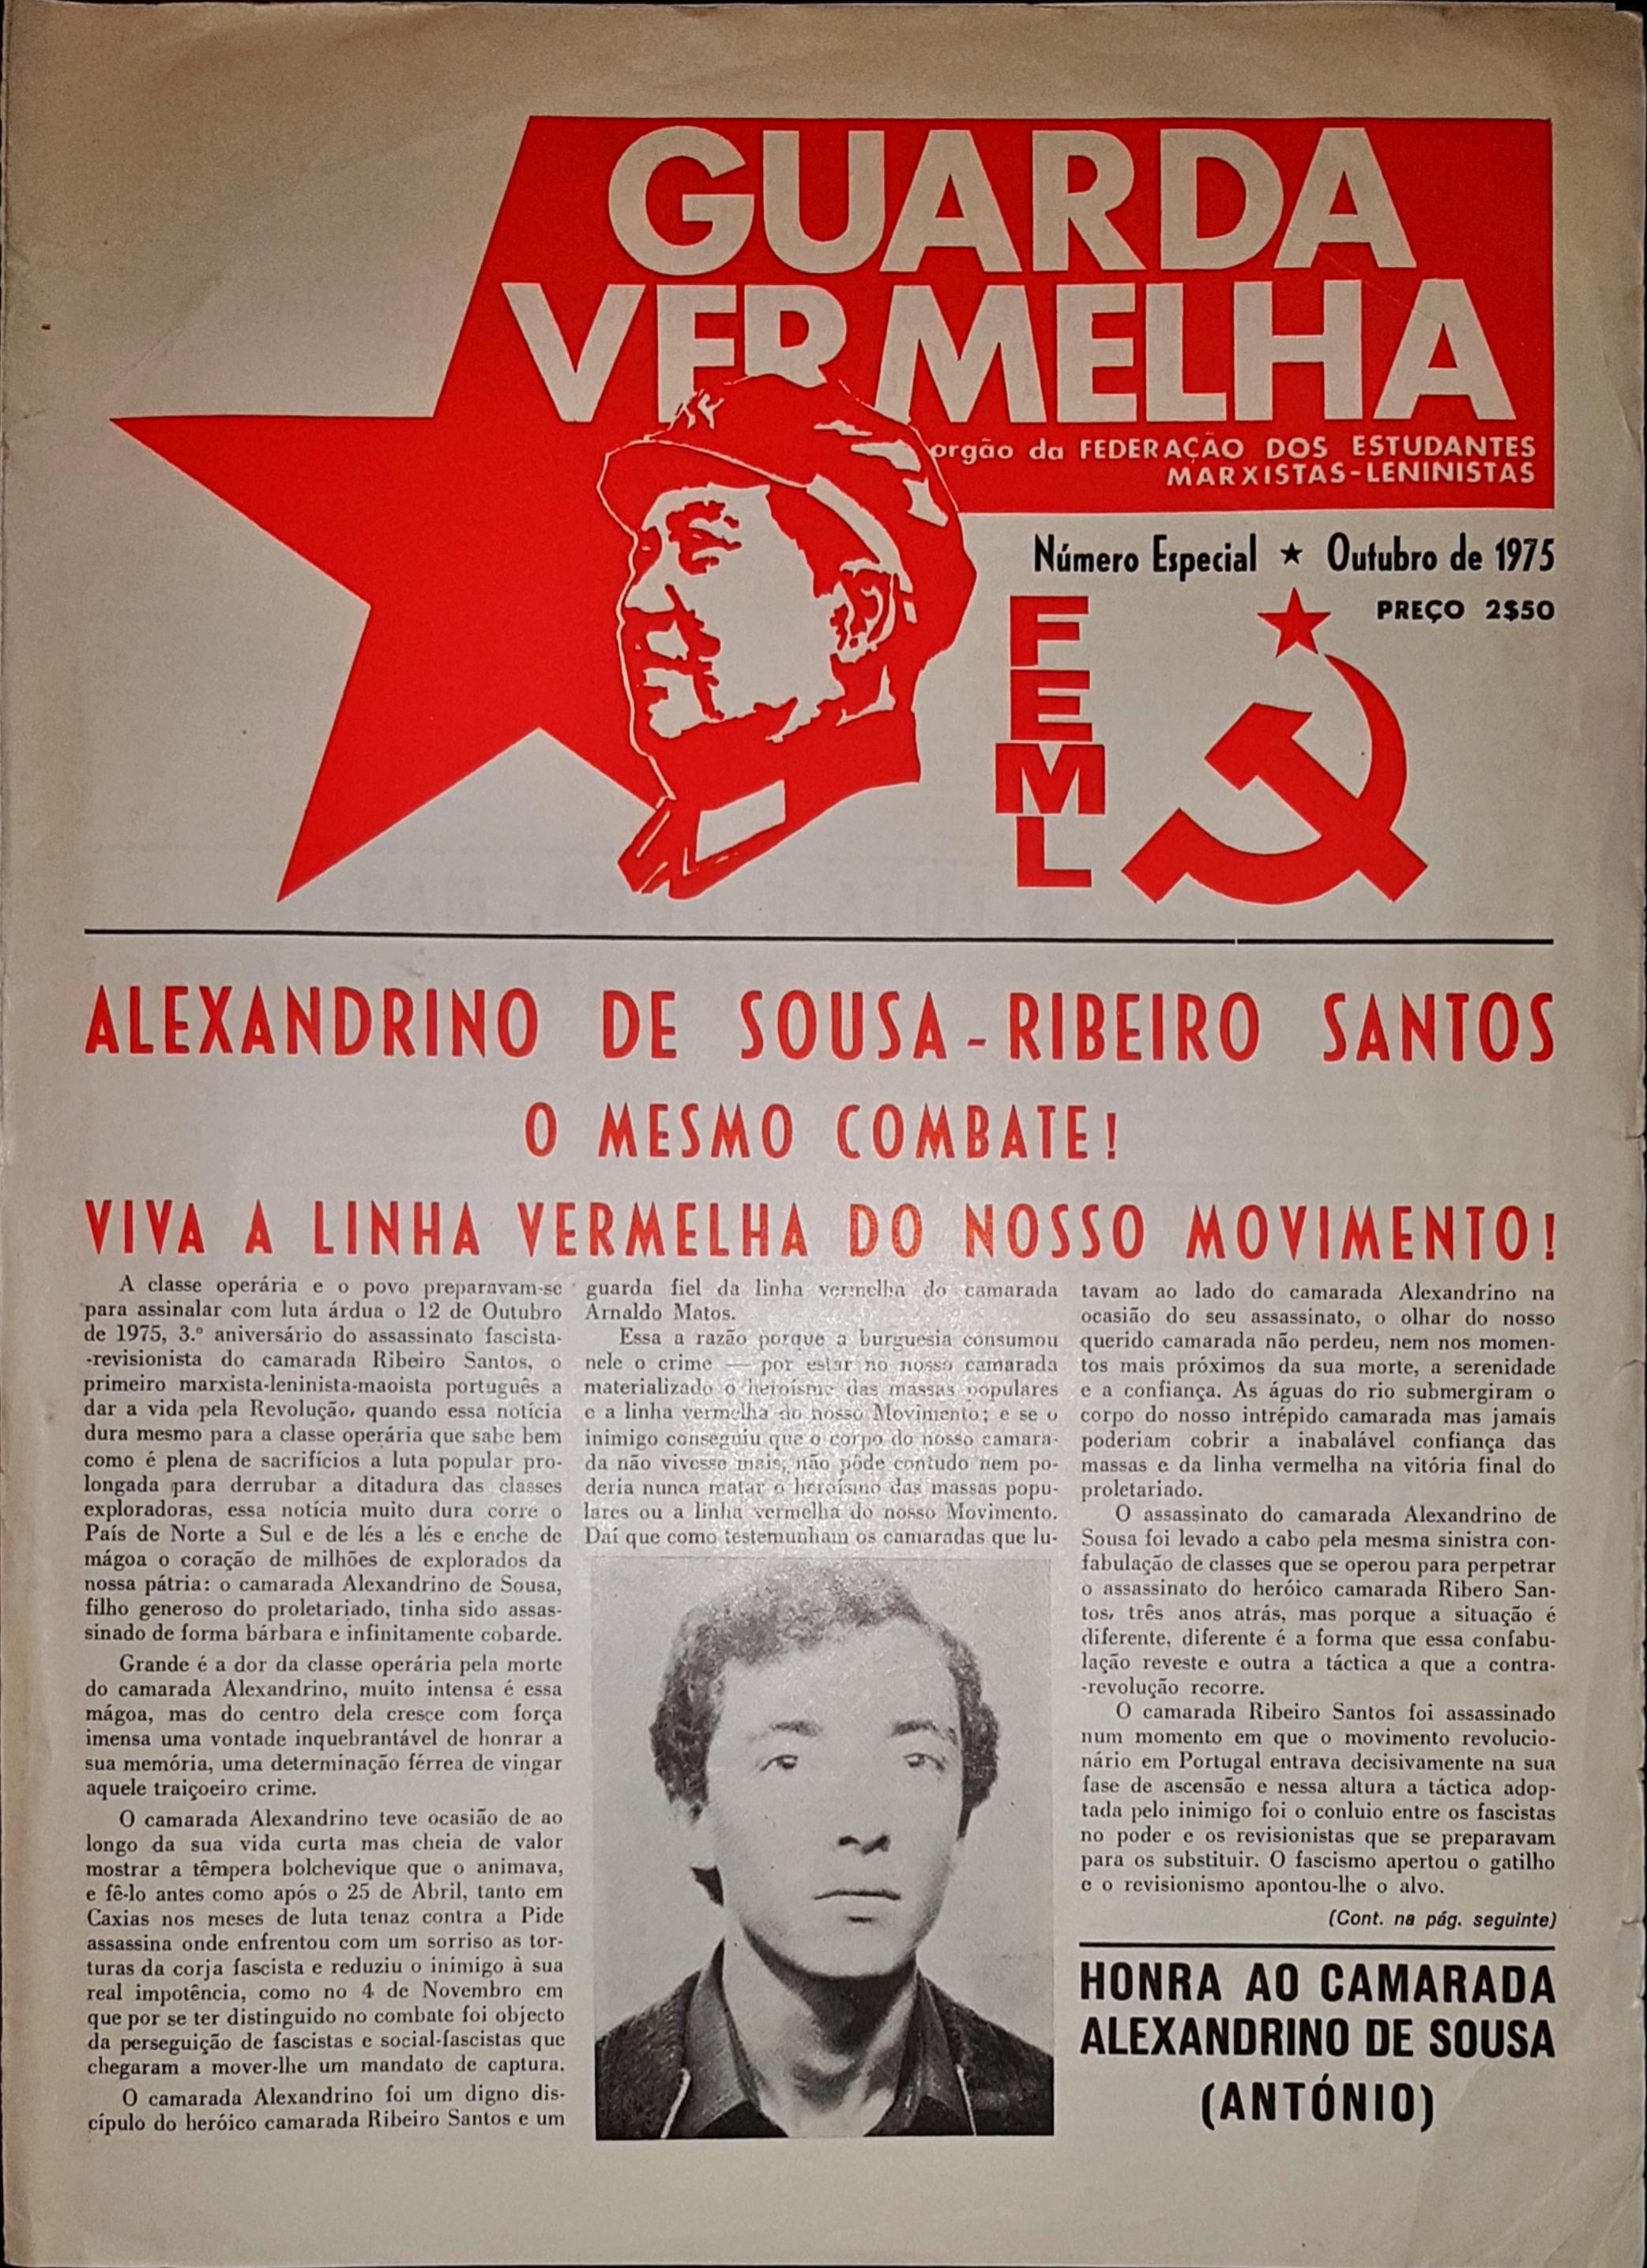 GUARDA
VERMELHA
orgão da FEDERAÇÃO DOS ESTUDANTES
MARXISTAS-LENINISTAS
Número Especial ★ Outubro de 1975
PREÇO 2$50
F
E
M
L
ALEXANDRINO DE SOUSA - RIBEIRO SANTOS
O MESMO COMBATE!
VIVA A LINHA VERMELHA DO NOSSO MOVIMENTO!
A classe operária e o povo preparavam-se
para assinalar com luta árdua o 12 de Outubro
de 1975, 3.º aniversário do assassinato fascista-
-revisionista do camarada Ribeiro Santos, o
primeiro marxista-leninista-maoista português a
dar a vida pela Revolução, quando essa notícia
dura mesmo para a classe operária que sabe bem
como é plena de sacrifícios a luta popular pro-
longada para derrubar a ditadura das classes
exploradoras, essa notícia muito dura corre o
País de Norte a Sul e de lés a lés e enche de
mágoa o coração de milhões de explorados da
nossa pátria: o camarada Alexandrino de Sousa,
filho generoso do proletariado, tinha sido assas-
sinado de forma bárbara e infinitamente cobarde.
Grande é a dor da classe operária pela morte
do camarada Alexandrino, muito intensa é essa
mágoa, mas do centro dela cresce com força
imensa uma vontade inquebrantável de honrar a
sua memória, uma determinação férrea de vingar
aquele traiçoeiro crime.
O camarada Alexandrino teve ocasião de ao
longo da sua vida curta mas cheia de valor
mostrar a têmpera bolchevique que o animava,
e fê-lo antes como após o 25 de Abril, tanto em
Caxias nos meses de luta tenaz contra a Pide
assassina onde enfrentou com um sorriso as tor-
turas da corja fascista e reduziu o inimigo à sua
real impotência, como no 4 de Novembro em
que por se ter distinguido no combate foi objecto
da perseguição de fascistas e social-fascistas que
chegaram a mover-lhe um mandato de captura.
O camarada Alexandrino foi um digno dis-
cípulo do heróico camarada Ribeiro Santos e um
guarda fiel da linha vermelha do camarada
Arnaldo Matos.
Essa a razão porque a burguesia consumou
nele o crime — por estar no nosso camarada
materializado o heroísmo das massas populares
e a linha vermelha do nosso Movimento; e se o
inimigo conseguiu que o corpo do nosso camara-
da não vivesse mais, não pôde contudo nem po-
deria nunca matar o heroísmo das massas popu-
lares ou a linha vermelha do nosso Movimento.
Daí que como testemunham os camaradas que lu-
tavam ao lado do camarada Alexandrino na
ocasião do seu assassinato, o olhar do nosso
querido camarada não perdeu, nem nos momen-
tos mais próximos da sua morte, a serenidade
e a confiança. As águas do rio submergiram o
corpo do nosso intrépido camarada mas jamais
poderiam cobrir a inabalável confiança das
massas e da linha vermelha na vitória final do
proletariado.
O assassinato do camarada Alexandrino de
Sousa foi levado a cabo pela mesma sinistra con-
fabulação de classes que se operou para perpetrar
o assassinato do heróico camarada Ribero San-
tos, três anos atrás, mas porque a situação é
diferente, diferente é a forma que essa confabu-
lação reveste e outra a táctica a que a contra-
-revolução recorre.
O camarada Ribeiro Santos foi assassinado
num momento em que o movimento revolucio-
nário em Portugal entrava decisivamente na sua
fase de ascensão e nessa altura a táctica adop-
tada pelo inimigo foi o conluio entre os fascistas
no poder e os revisionistas que se preparavam
para os substituir. O fascismo apertou o gatilho
e o revisionismo apontou-lhe o alvo.
(Cont. na pág. seguinte)
HONRA AO CAMARADA
ALEXANDRINO DE SOUSA
(ANTÓNIO)